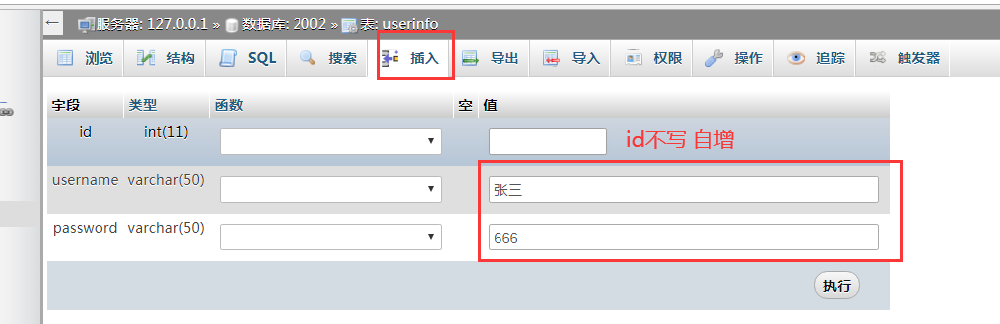 服务器: 127.0.0.1 » 数据库: 2002 » 表: userinfo
浏览 结构 SQL 搜索 插入 导出 导入 权限 操作 追踪 触发器
字段 类型 函数 空 值
id int(11) id不写 自增
username varchar(50) 张三
password varchar(50) 666
执行